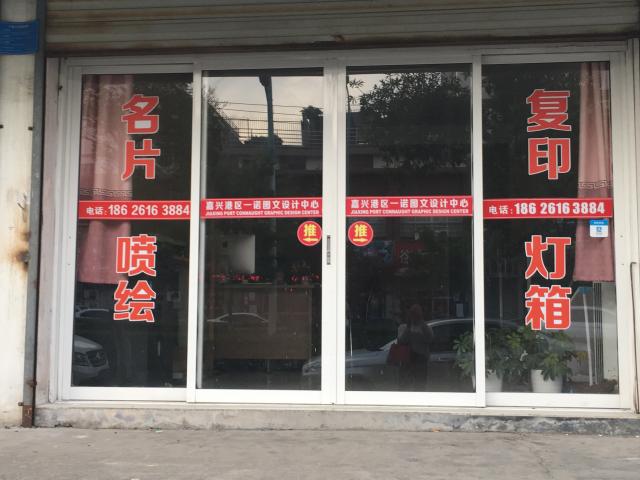 名片
电话：186 2616 3884
喷绘
嘉兴港区一诺图文设计中心
JIAXING PORT CONNAUGHT GRAPHIC DESIGN CENTER
推
嘉兴港区一诺图文设计中心
JIAXING PORT CONNAUGHT GRAPHIC DESIGN CENTER
推
复印
电话：186 2616 3884
灯箱